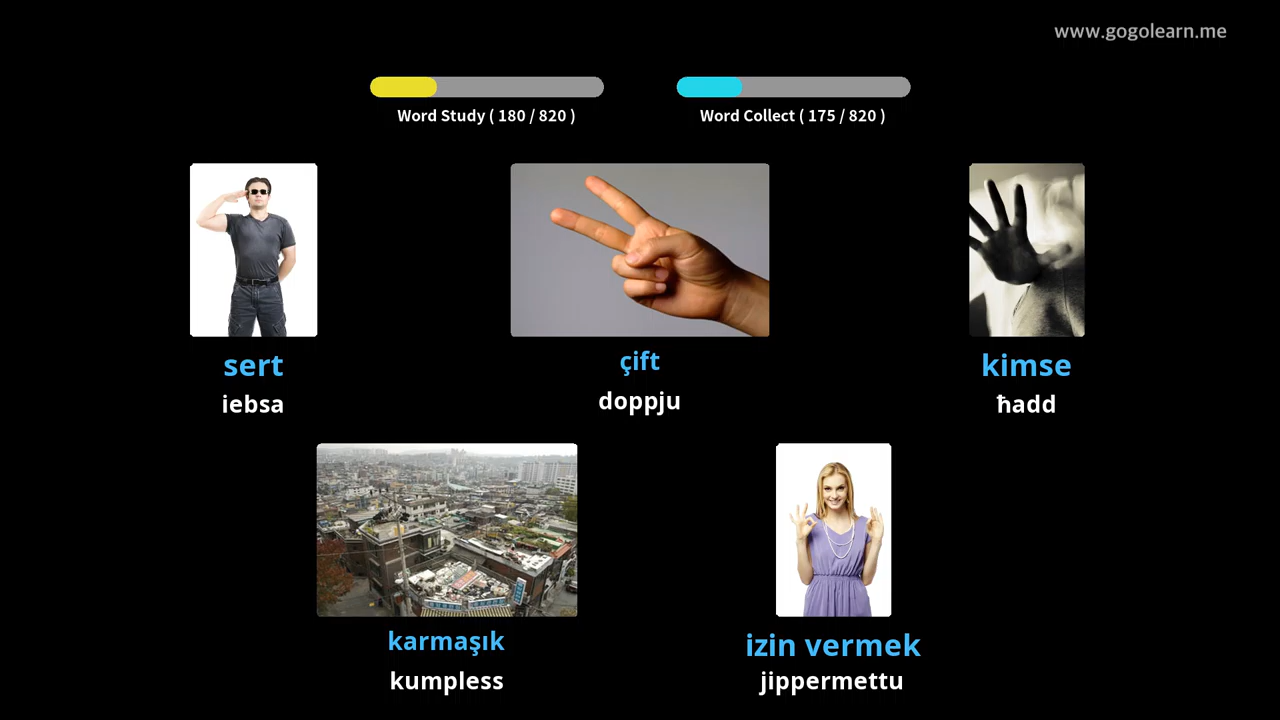 www.gogolearn.me
Word Study ( 180 / 820 )
Word Collect ( 175 / 820 )
sert
iebsa
çift
doppju
kimse
ħadd
karmaşık
kumpless
izin vermek
jippermettu